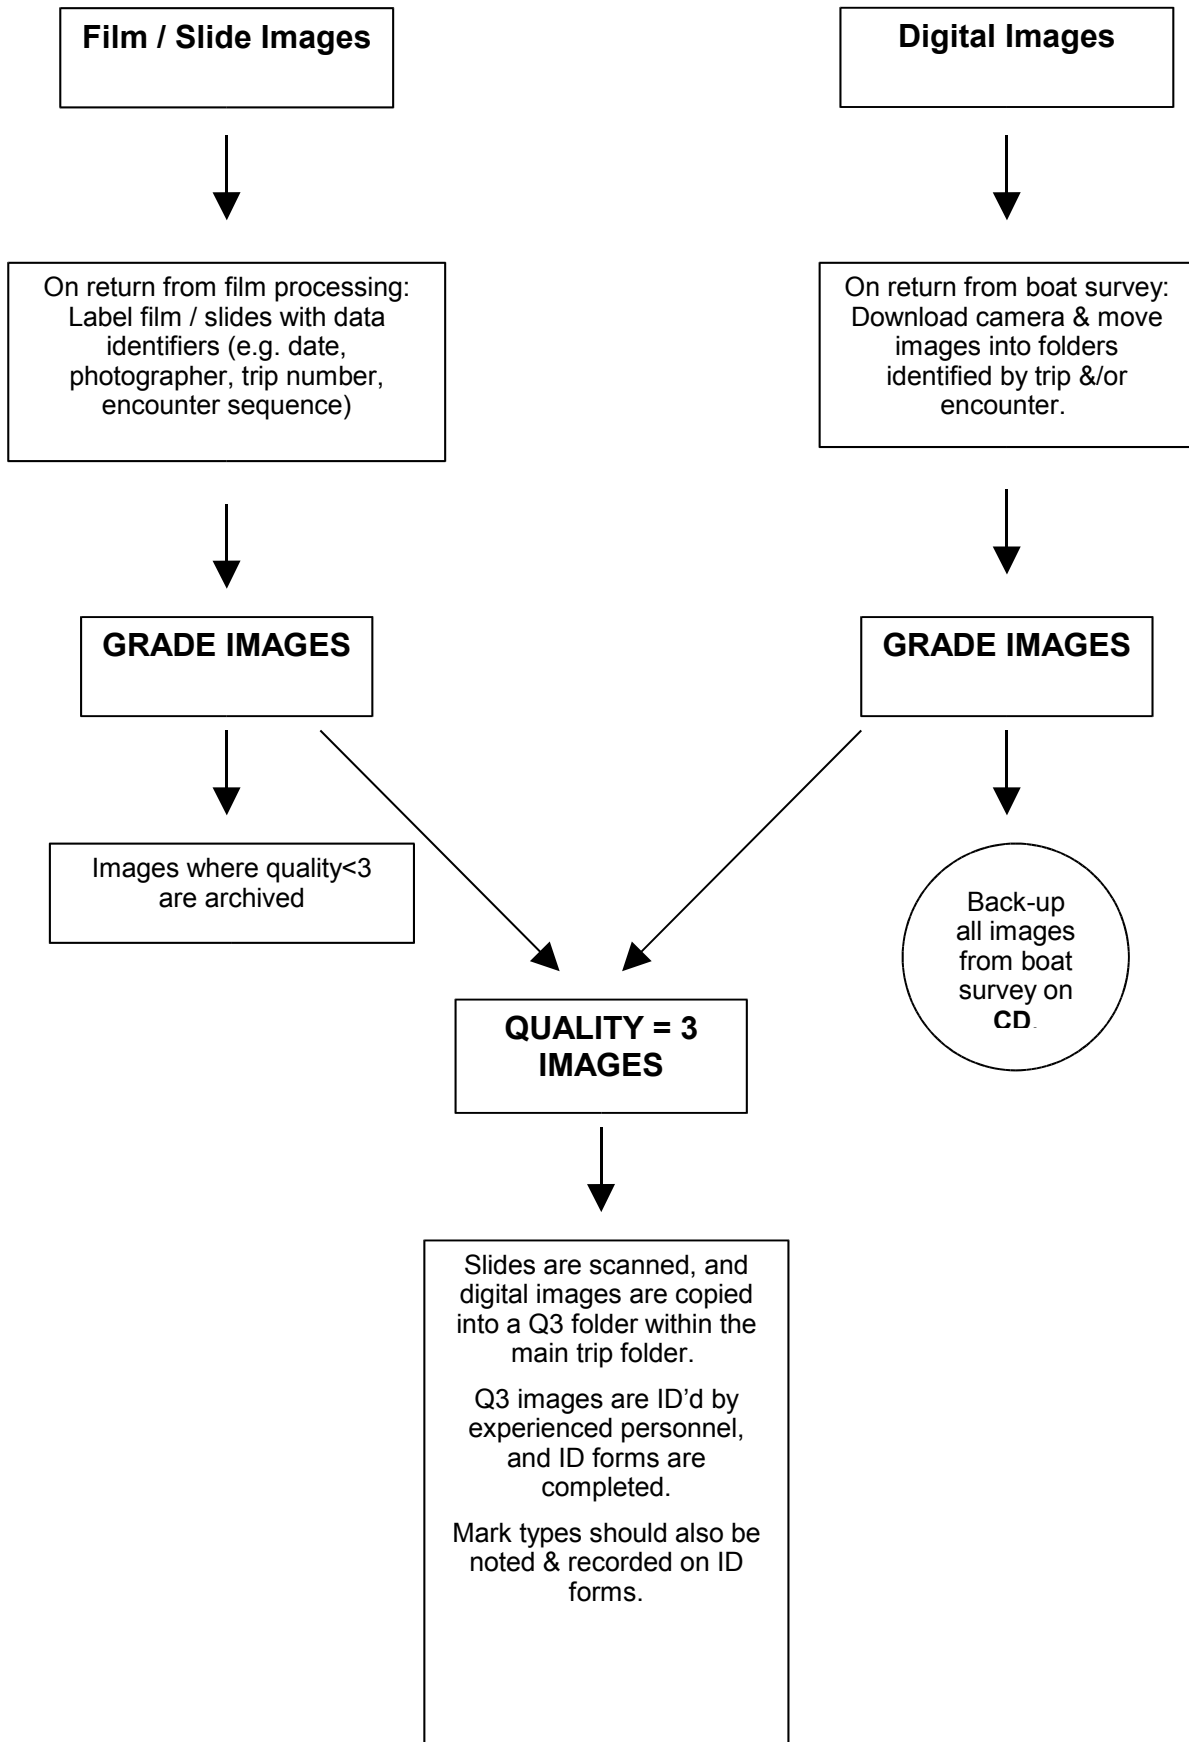 Film / Slide Images
Digital Images
On return from film processing:
Label film / slides with data
identifiers (e.g. date,
photographer, trip number,
encounter sequence)
On return from boat survey:
Download camera & move
images into folders
identified by trip &/or
encounter.
GRADE IMAGES
GRADE IMAGES
Images where quality<3
are archived
Back-up
all images
from boat
survey on
CD.
QUALITY = 3
IMAGES
Slides are scanned, and
digital images are copied
into a Q3 folder within the
main trip folder.
Q3 images are ID’d by
experienced personnel,
and ID forms are
completed.
Mark types should also be
noted & recorded on ID
forms.